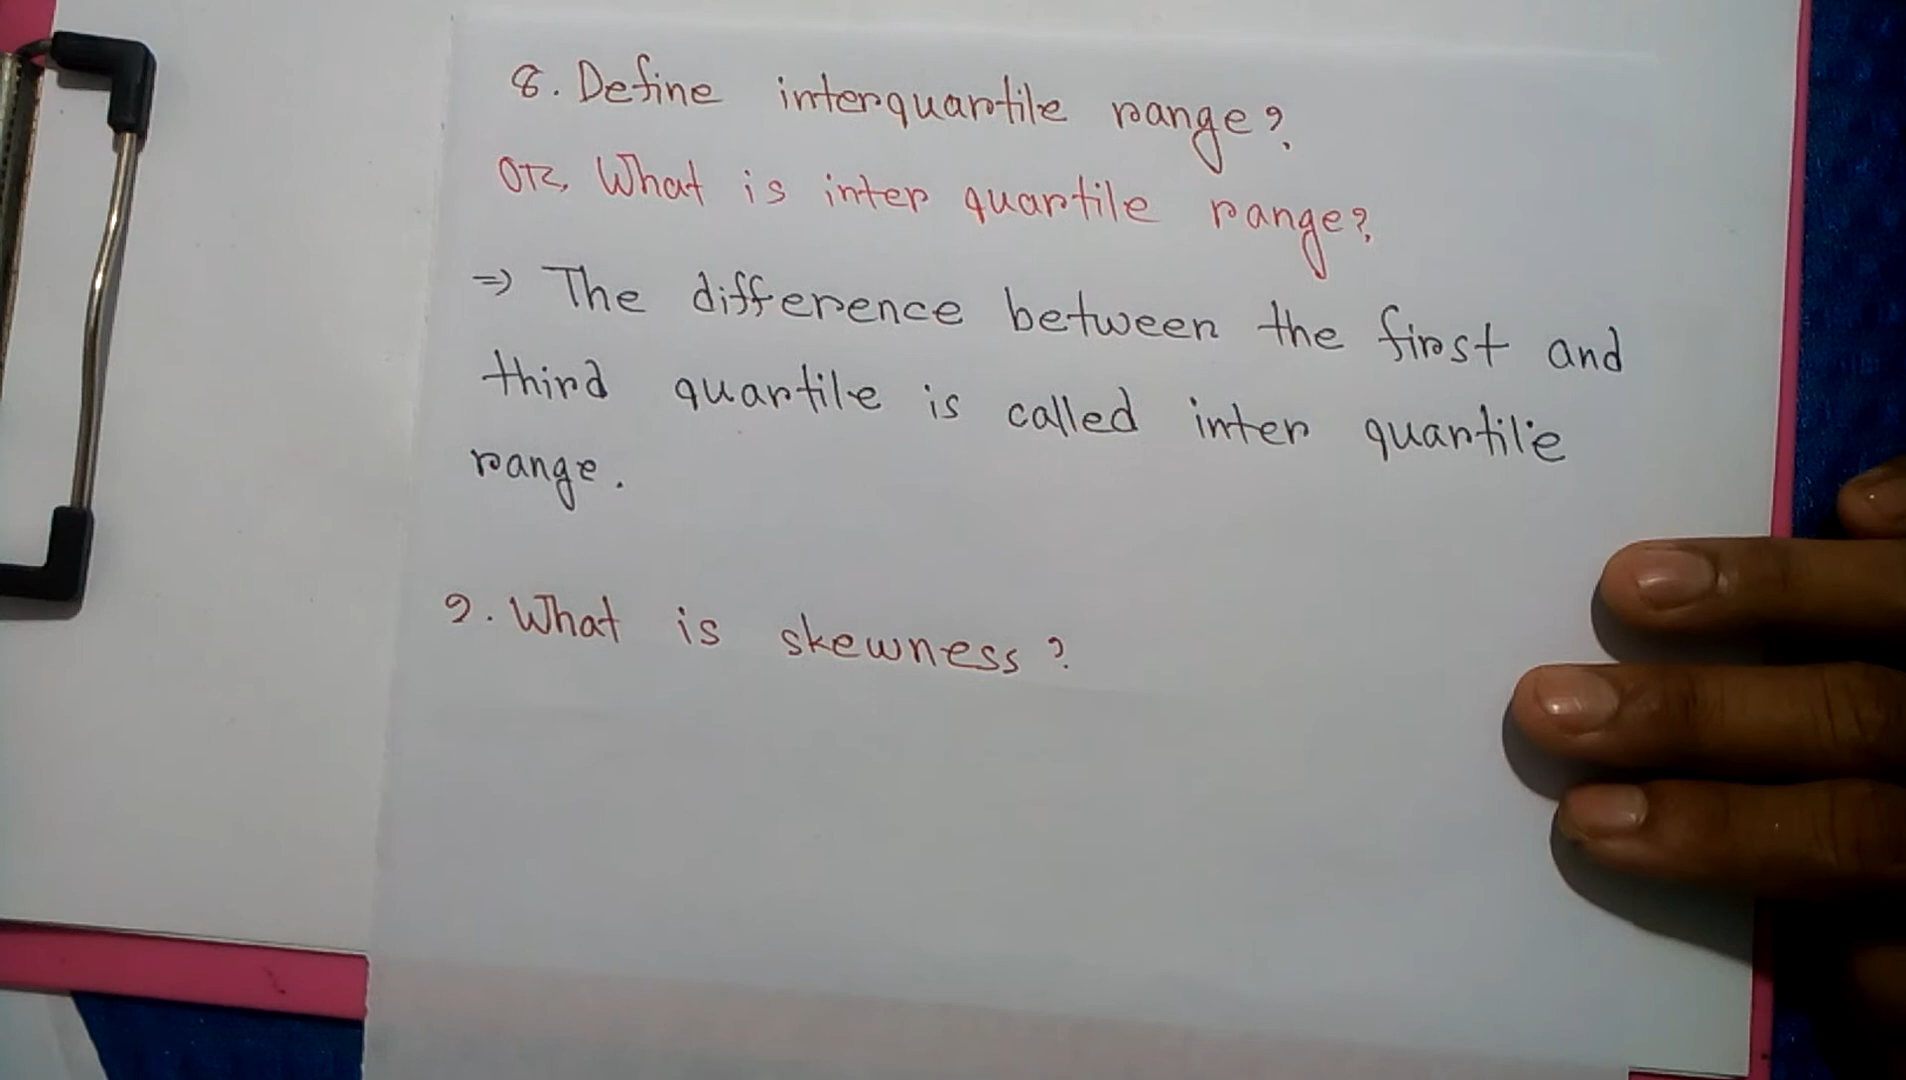 8. Define interquartile range?
OR, What is inter quartile range?
=> The difference between the first and
third quartile is called inter quartile
range.
9. What is skewness?